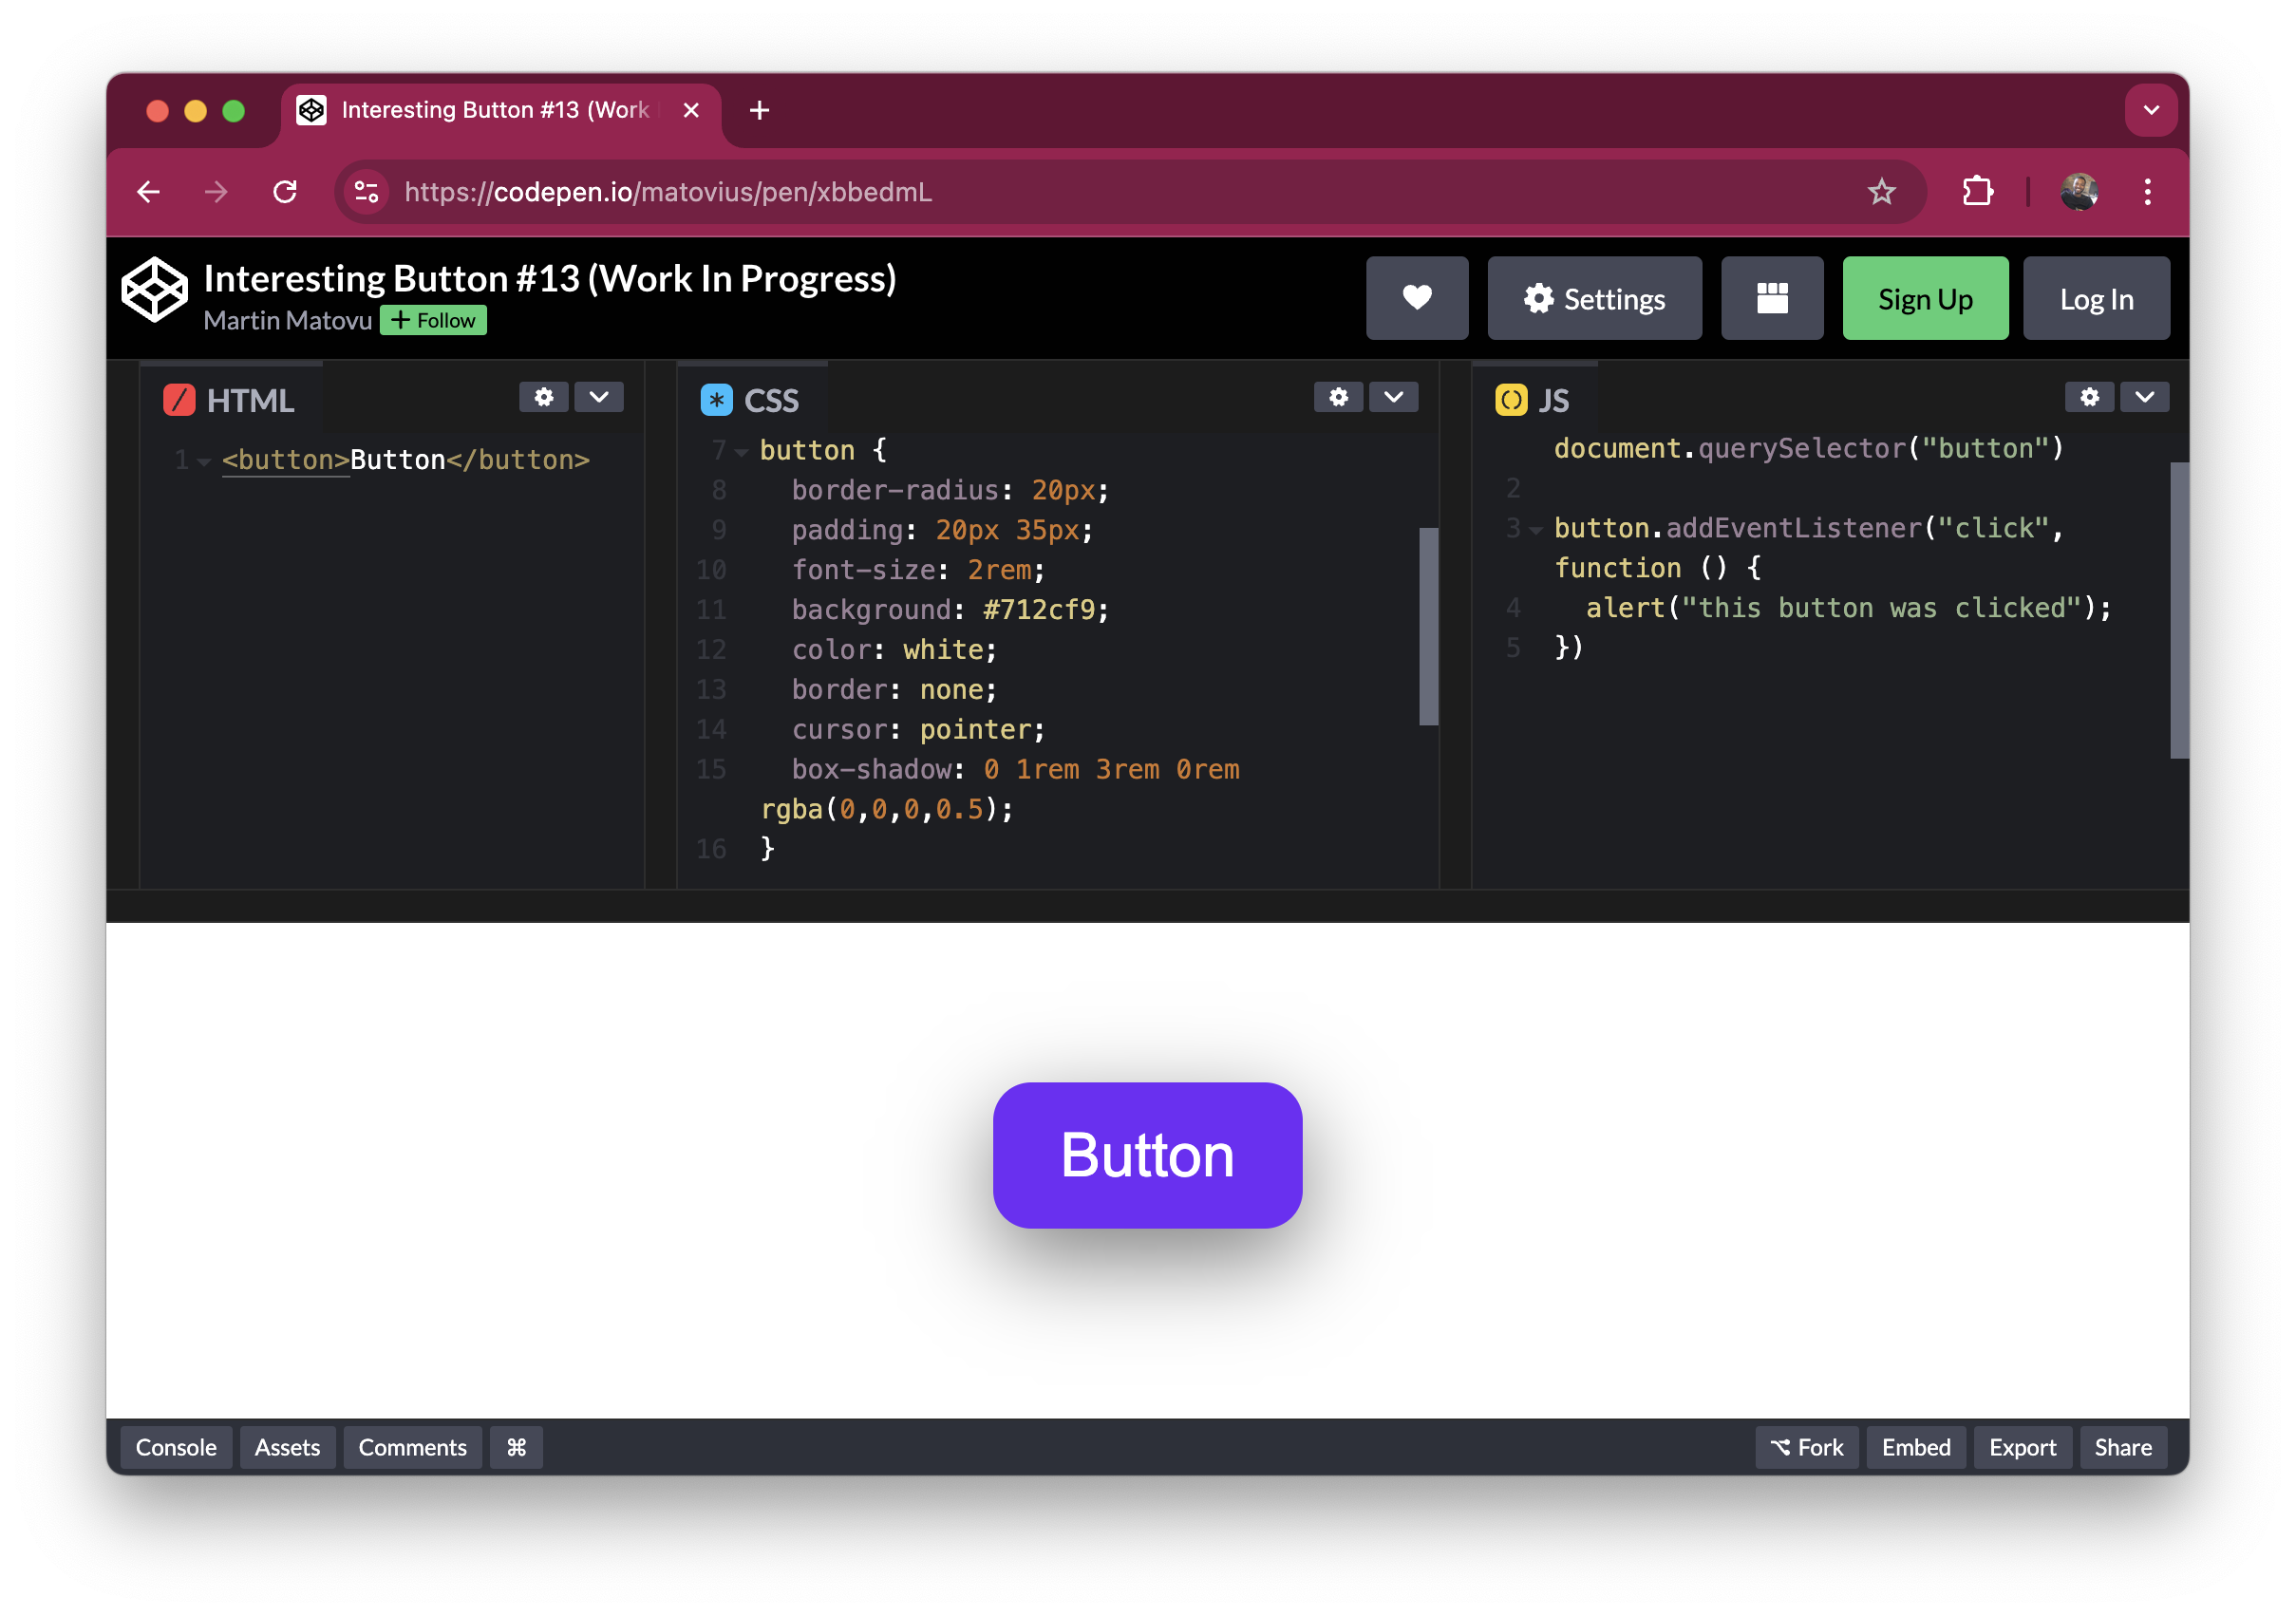 Interesting Button #13 (Work
https://codepen.io/matovius/pen/xbbedmL
Interesting Button #13 (Work In Progress)
Martin Matovu + Follow
Settings
Sign Up
Log In
HTML
1 <button>Button</button>
CSS
7 button {
8 border-radius: 20px;
9 padding: 20px 35px;
10 font-size: 2rem;
11 background: #712cf9;
12 color: white;
13 border: none;
14 cursor: pointer;
15 box-shadow: 0 1rem 3rem 0rem
rgba(0,0,0,0.5);
16 }
JS
document.querySelector("button")
2
3 button.addEventListener("click",
function () {
4 alert("this button was clicked");
5 })
Button
Console Assets Comments ⌘ Fork Embed Export Share